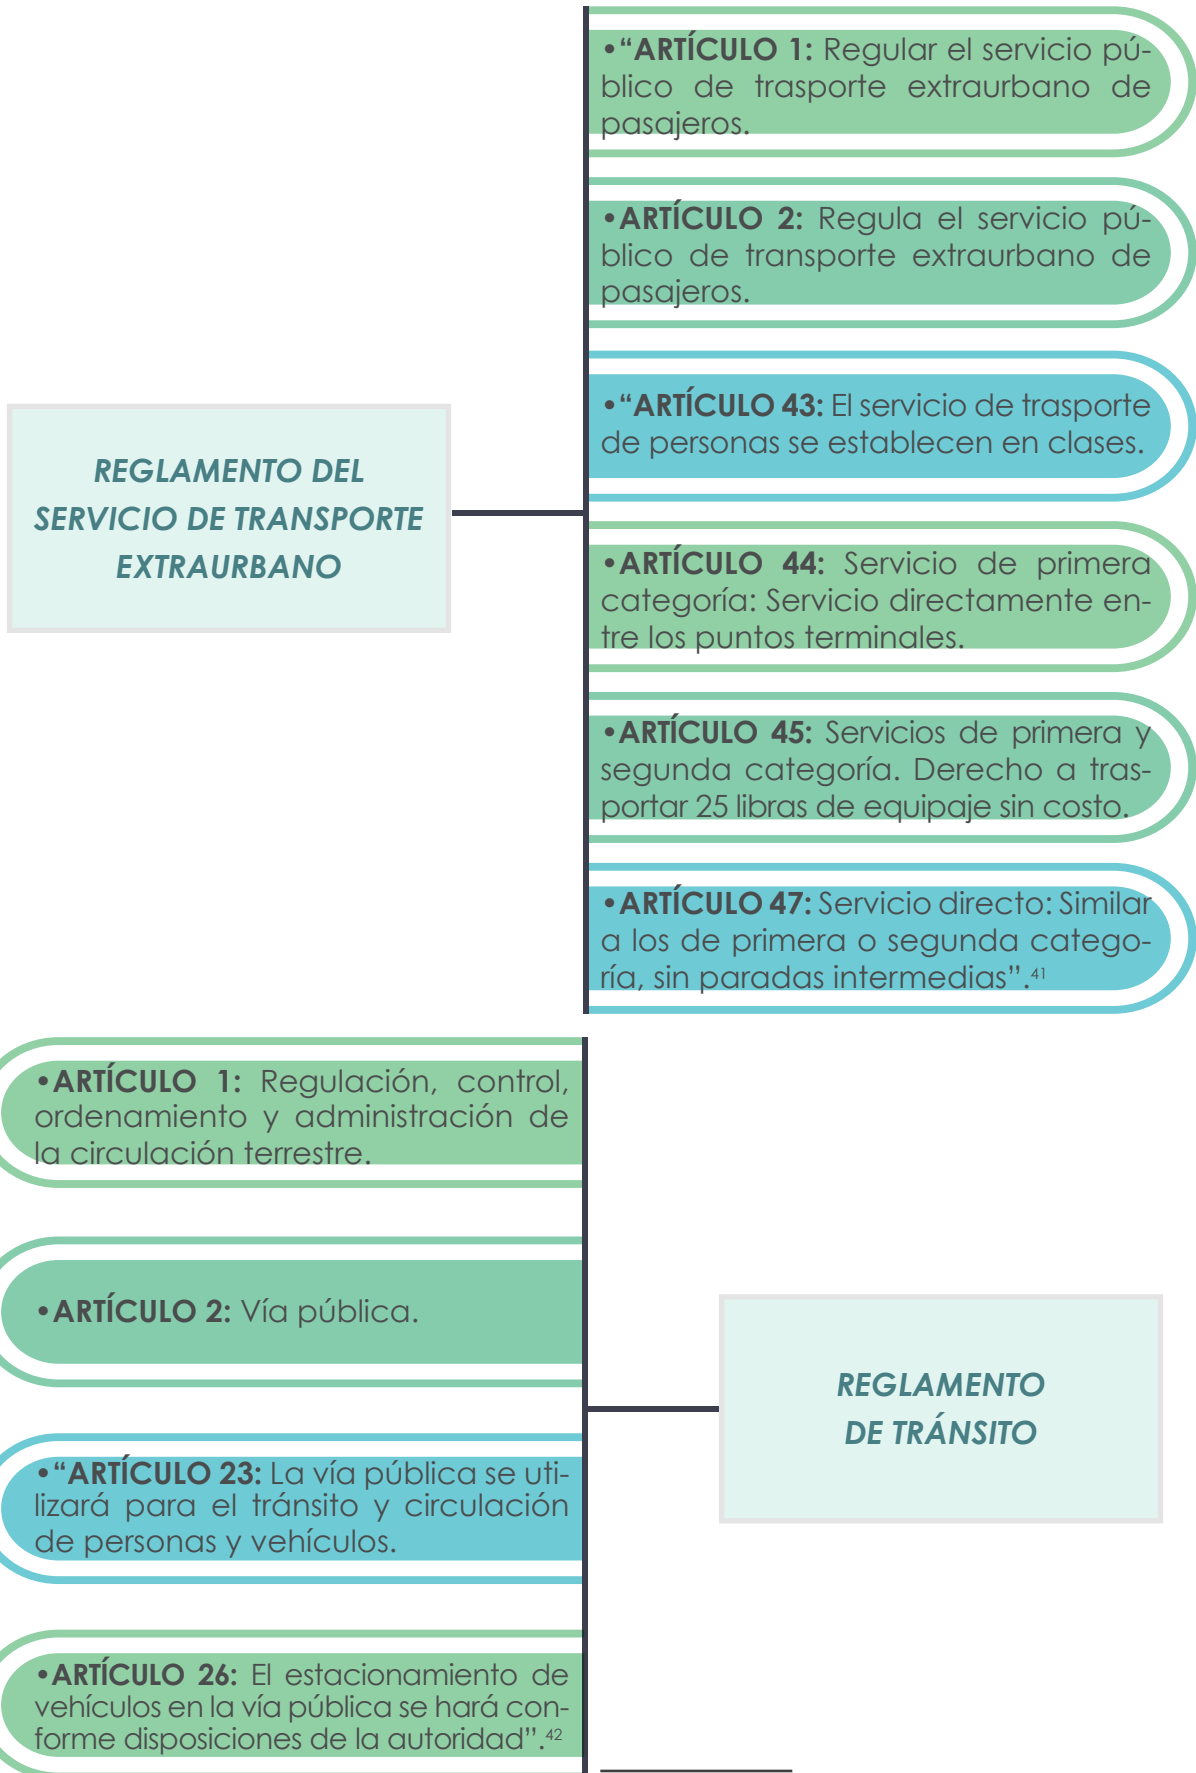 •“ARTÍCULO 1: Regular el servicio pú-
blico de trasporte extraurbano de
pasajeros.
•ARTÍCULO 2: Regula el servicio pú-
blico de transporte extraurbano de
pasajeros.
•“ARTÍCULO 43: El servicio de trasporte
de personas se establecen en clases.
REGLAMENTO DEL
SERVICIO DE TRANSPORTE
EXTRAURBANO
•ARTÍCULO 44: Servicio de primera
categoría: Servicio directamente en-
tre los puntos terminales.
•ARTÍCULO 45: Servicios de primera y
segunda categoría. Derecho a tras-
portar 25 libras de equipaje sin costo.
•ARTÍCULO 47: Servicio directo: Similar
a los de primera o segunda catego-
ría, sin paradas intermedias”.41
•ARTÍCULO 1: Regulación, control,
ordenamiento y administración de
la circulación terrestre.
•ARTÍCULO 2: Vía pública.
REGLAMENTO
DE TRÁNSITO
•“ARTÍCULO 23: La vía pública se uti-
lizará para el tránsito y circulación
de personas y vehículos.
•ARTÍCULO 26: El estacionamiento de
vehículos en la vía pública se hará con-
forme disposiciones de la autoridad”.42